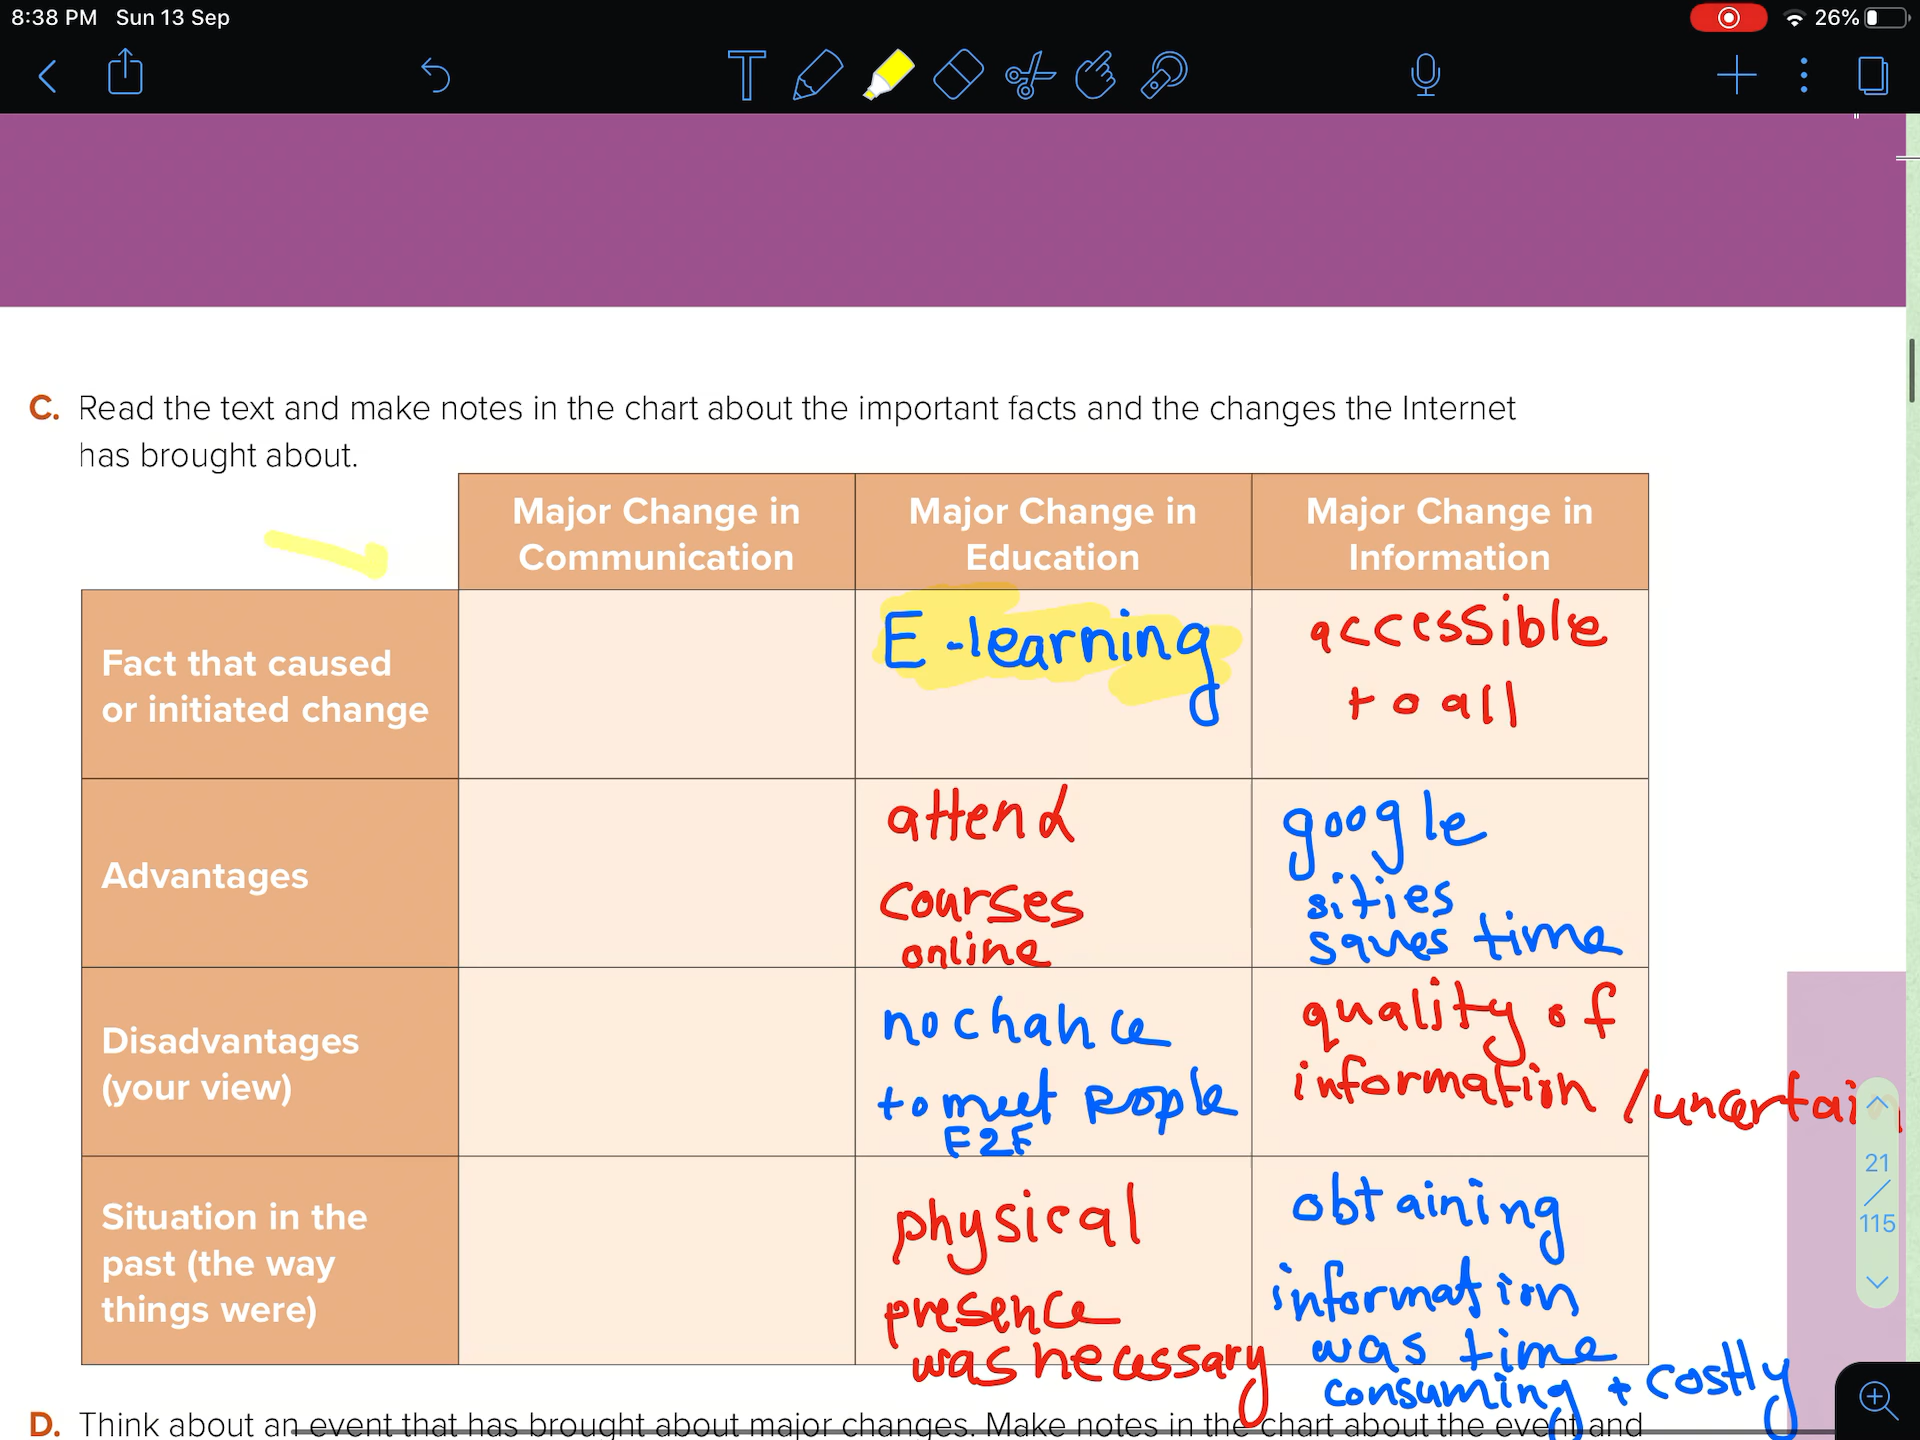 8:38 PM Sun 13 Sep
26%
C. Read the text and make notes in the chart about the important facts and the changes the Internet
has brought about.
Major Change in
Communication
Major Change in
Education
Major Change in
Information
Fact that caused
or initiated change
E-learning
accessible
to all
Advantages
attend
courses
online
google
sities
saves time
Disadvantages
(your view)
no chance
to meet people
F2F
quality of
information / uncertain
Situation in the
past (the way
things were)
physical
presence
was necessary
obtaining
information
was time
consuming + costly
21
115
D. Think about an event that has brought about major changes. Make notes in the chart about the event and